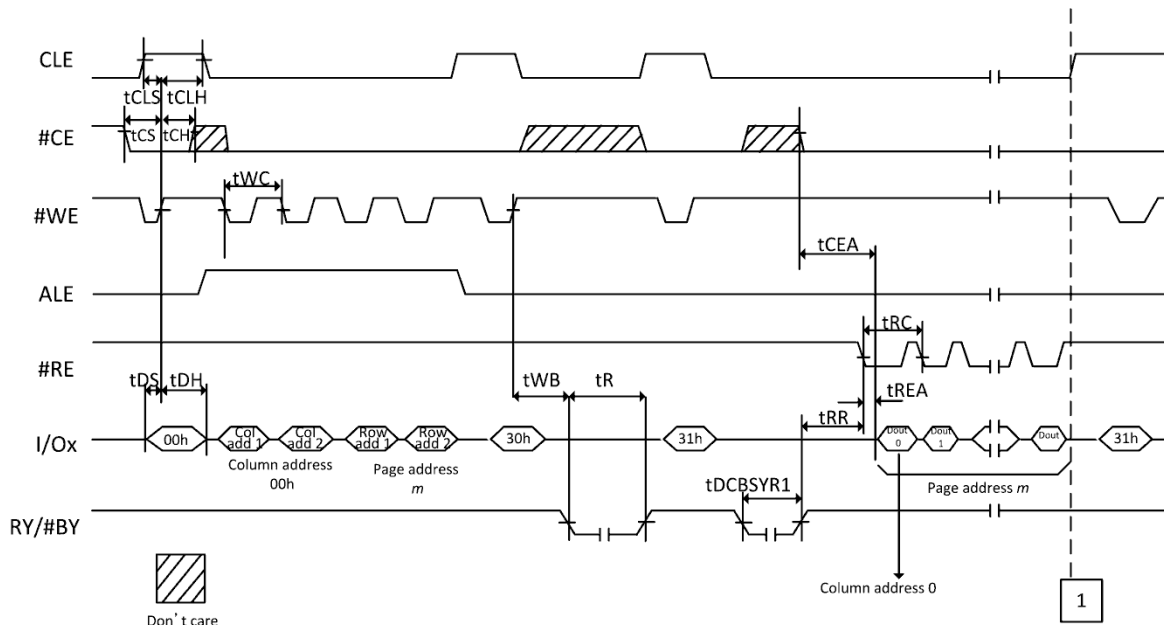 CLE
tCLS tCLH
#CE
tCS tCH
tWC
#WE
tCEA
ALE
tRC
#RE
tDS tDH
tWB tR
tREA
tRR
I/Ox
00h
Col add 1
Col add 2
Row add 1
Row add 2
30h
31h
Dout 0
Dout 1
Dout
31h
Column address
00h
Page address
m
Page address m
tDCBSYR1
RY/#BY
Column address 0
1
Don't care